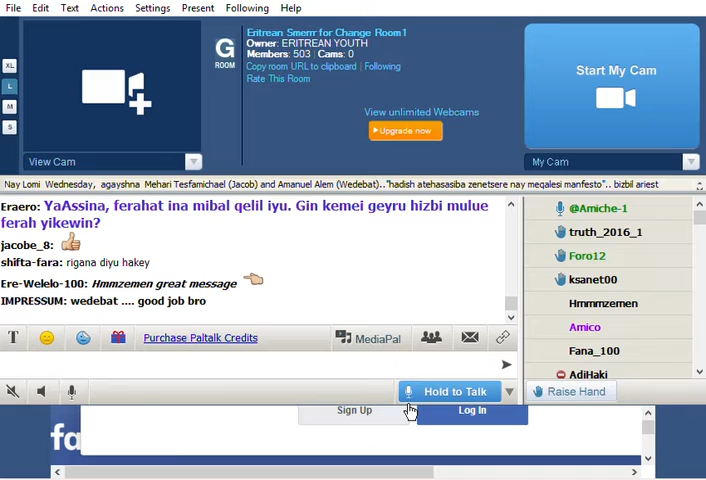 File Edit Text Actions Settings Present Following Help
XL
L
M
S
View Cam
G
ROOM
Eritrean Smerrr for Change Room1
Owner: ERITREAN YOUTH
Members: 503 Cams: 0
Copy room URL to clipboard | Following
Rate This Room
View unlimited Webcams
Upgrade now
Start My Cam
My Cam
Nay Lomi Wednesday, agayshna Mehari Tesfamichael (Jacob) and Amanuel Alem (Wedebat).."hadish atehasasiba zenetsere nay meqalesi manfesto".. bizbil ariest
Eraero: YaAssina, ferahat ina mibal qelil iyu. Gin kemei geyru hizbi mulue
ferah yikewin?
jacobe_8:
shifta-fara: rigana diyu hakey
Ere-Welelo-100: Hmmzemen great message
IMPRESSUM: wedebat .... good job bro
@Amiche-1
truth_2016_1
Foro12
ksanet00
Hmmmzemen
Amico
Fana_100
AdiHaki
T Purchase Paltalk Credits MediaPal
Hold to Talk
Raise Hand
Sign Up Log In
fa